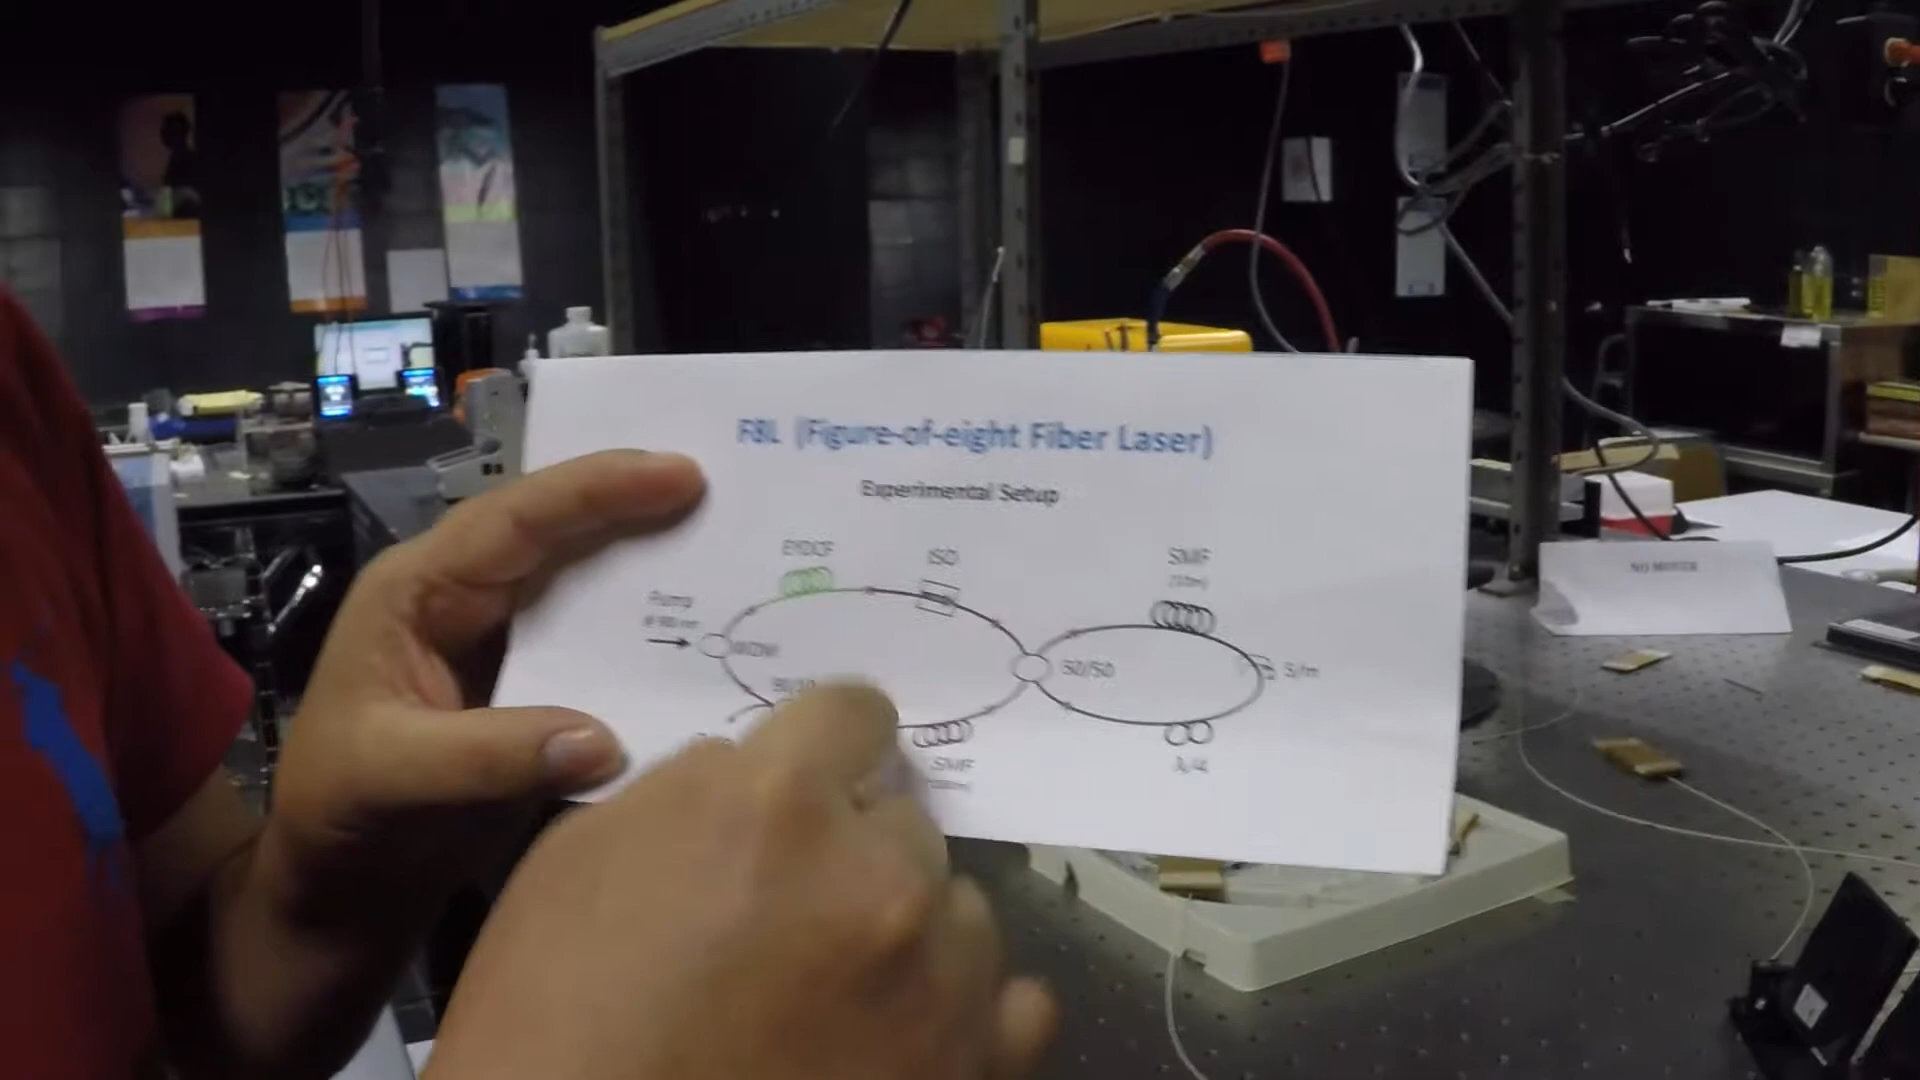 F8L (Figure-of-eight Fiber Laser)
Experimental Setup
EYDCF
ISO
SMF
Pump
WDM
50/50
SMF
λ/4
NO MOVER